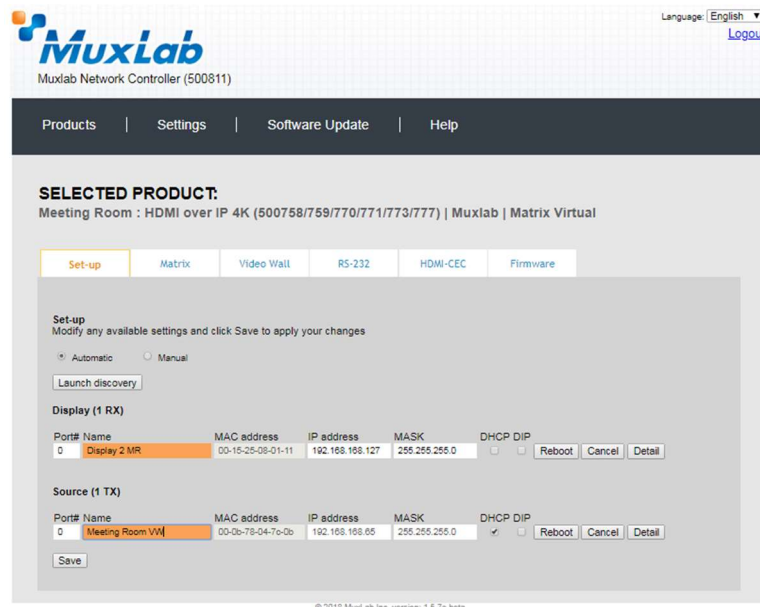 Language: English
Logou
MUXLab
Muxlab Network Controller (500811)
Products | Settings | Software Update | Help
SELECTED PRODUCT:
Meeting Room : HDMI over IP 4K (500758/759/770/771/773/777) | Muxlab | Matrix Virtual
Set-up Matrix Video Wall RS-232 HDMI-CEC Firmware
Set-up
Modify any available settings and click Save to apply your changes
Automatic Manual
Launch discovery
Display (1 RX)
Port# Name MAC address IP address MASK DHCP DIP
0 Display 2 MR 00-15-25-08-01-11 192.168.168.127 255.255.255.0 Reboot Cancel Detail
Source (1 TX)
Port# Name MAC address IP address MASK DHCP DIP
0 Meeting Room VW 00-0b-78-04-7c-0b 192.168.168.65 255.255.255.0 Reboot Cancel Detail
Save